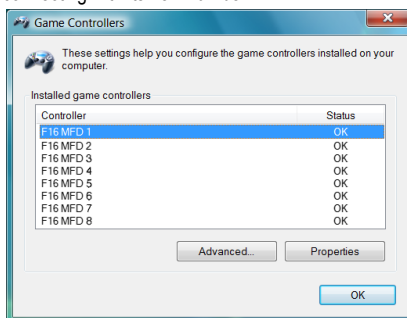 Game Controllers
These settings help you configure the game controllers installed on your
computer.
Installed game controllers
Controller Status
F16 MFD 1 OK
F16 MFD 2 OK
F16 MFD 3 OK
F16 MFD 4 OK
F16 MFD 5 OK
F16 MFD 6 OK
F16 MFD 7 OK
F16 MFD 8 OK
Advanced... Properties
OK